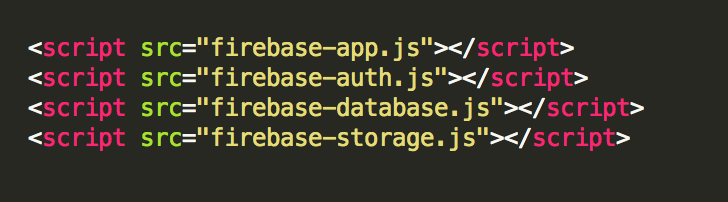 <script src="firebase-app.js"></script>
<script src="firebase-auth.js"></script>
<script src="firebase-database.js"></script>
<script src="firebase-storage.js"></script>